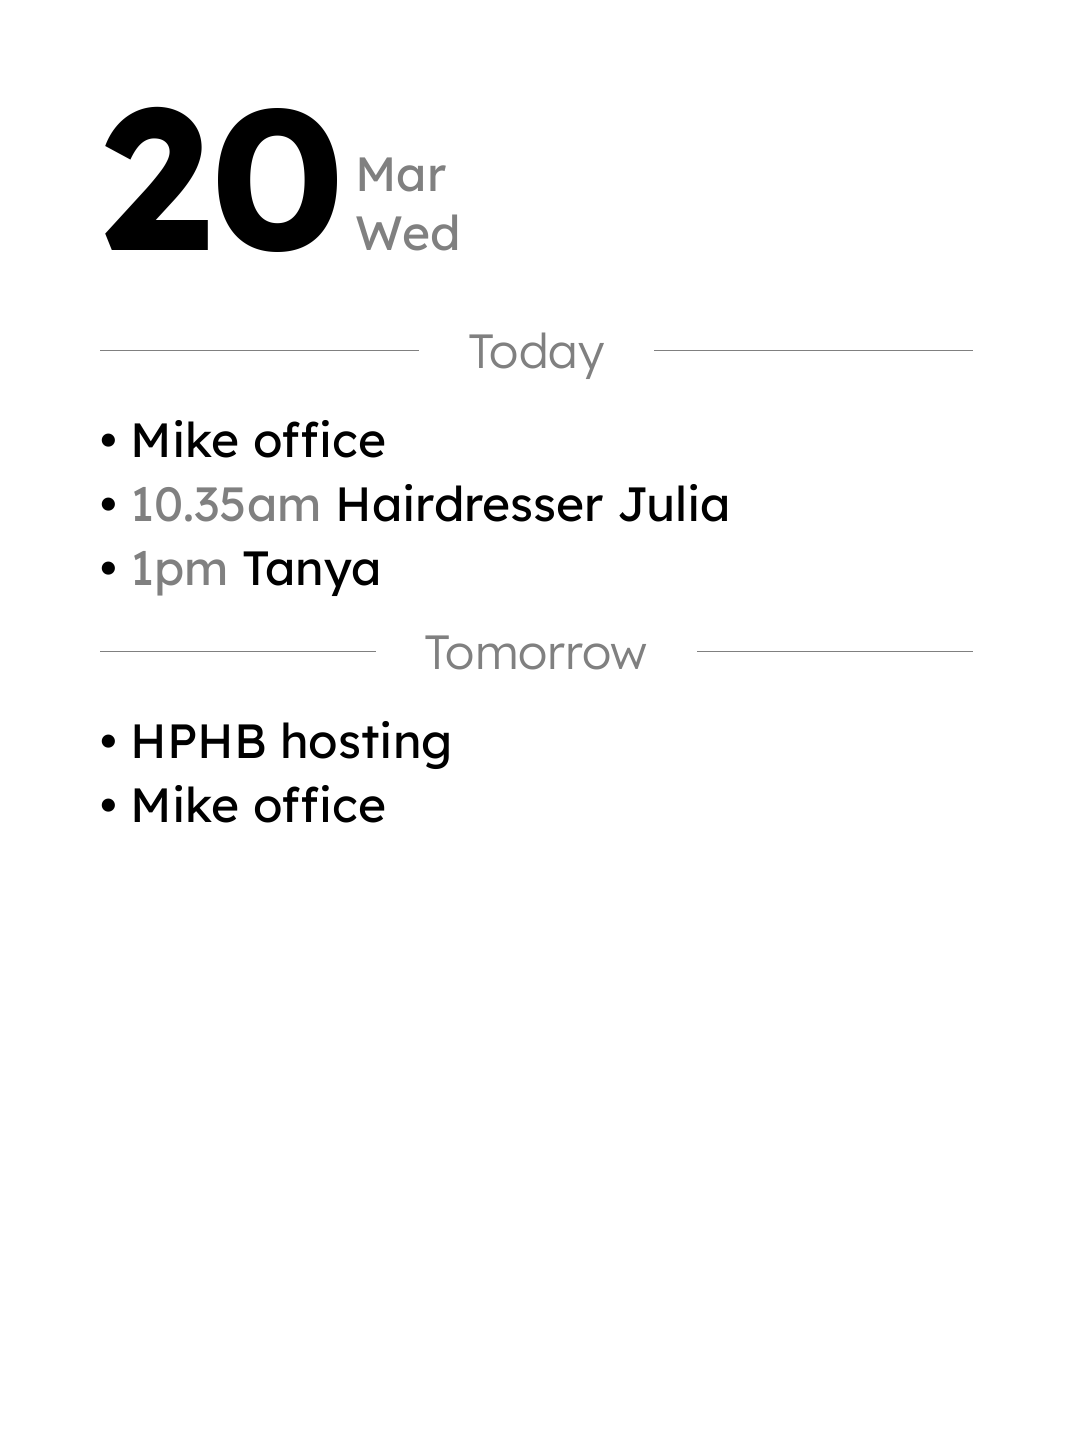 20
Mar
Wed
Today
• Mike office
• 10.35am Hairdresser Julia
• 1pm Tanya
Tomorrow
• HPHB hosting
• Mike office